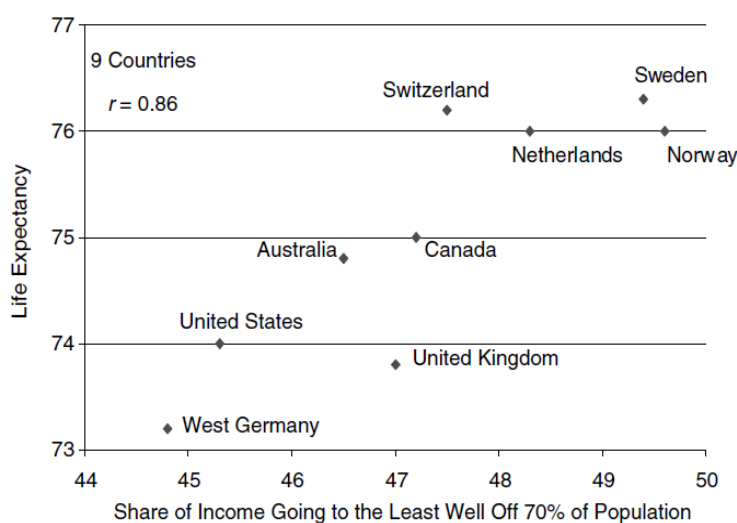 77
9 Countries
r = 0.86
Switzerland
Sweden
76
Netherlands
Norway
Life Expectancy
75
Australia
Canada
United States
74
United Kingdom
West Germany
73
44 45 46 47 48 49 50
Share of Income Going to the Least Well Off 70% of Population